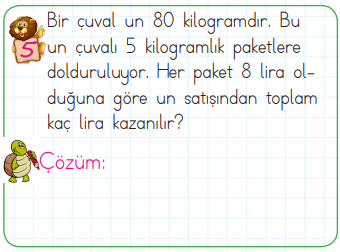 Bir çuval un 80 kilogramdır. Bu
5
un çuvalı 5 kilogramlık paketlere
dolduruluyor. Her paket 8 lira ol-
duğuna göre un satışından toplam
kaç lira kazanılır?
Çözüm: